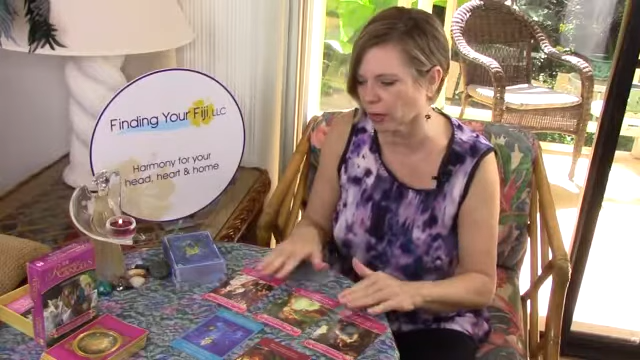 Finding Your Fiji LLC
Harmony for your
head, heart & home